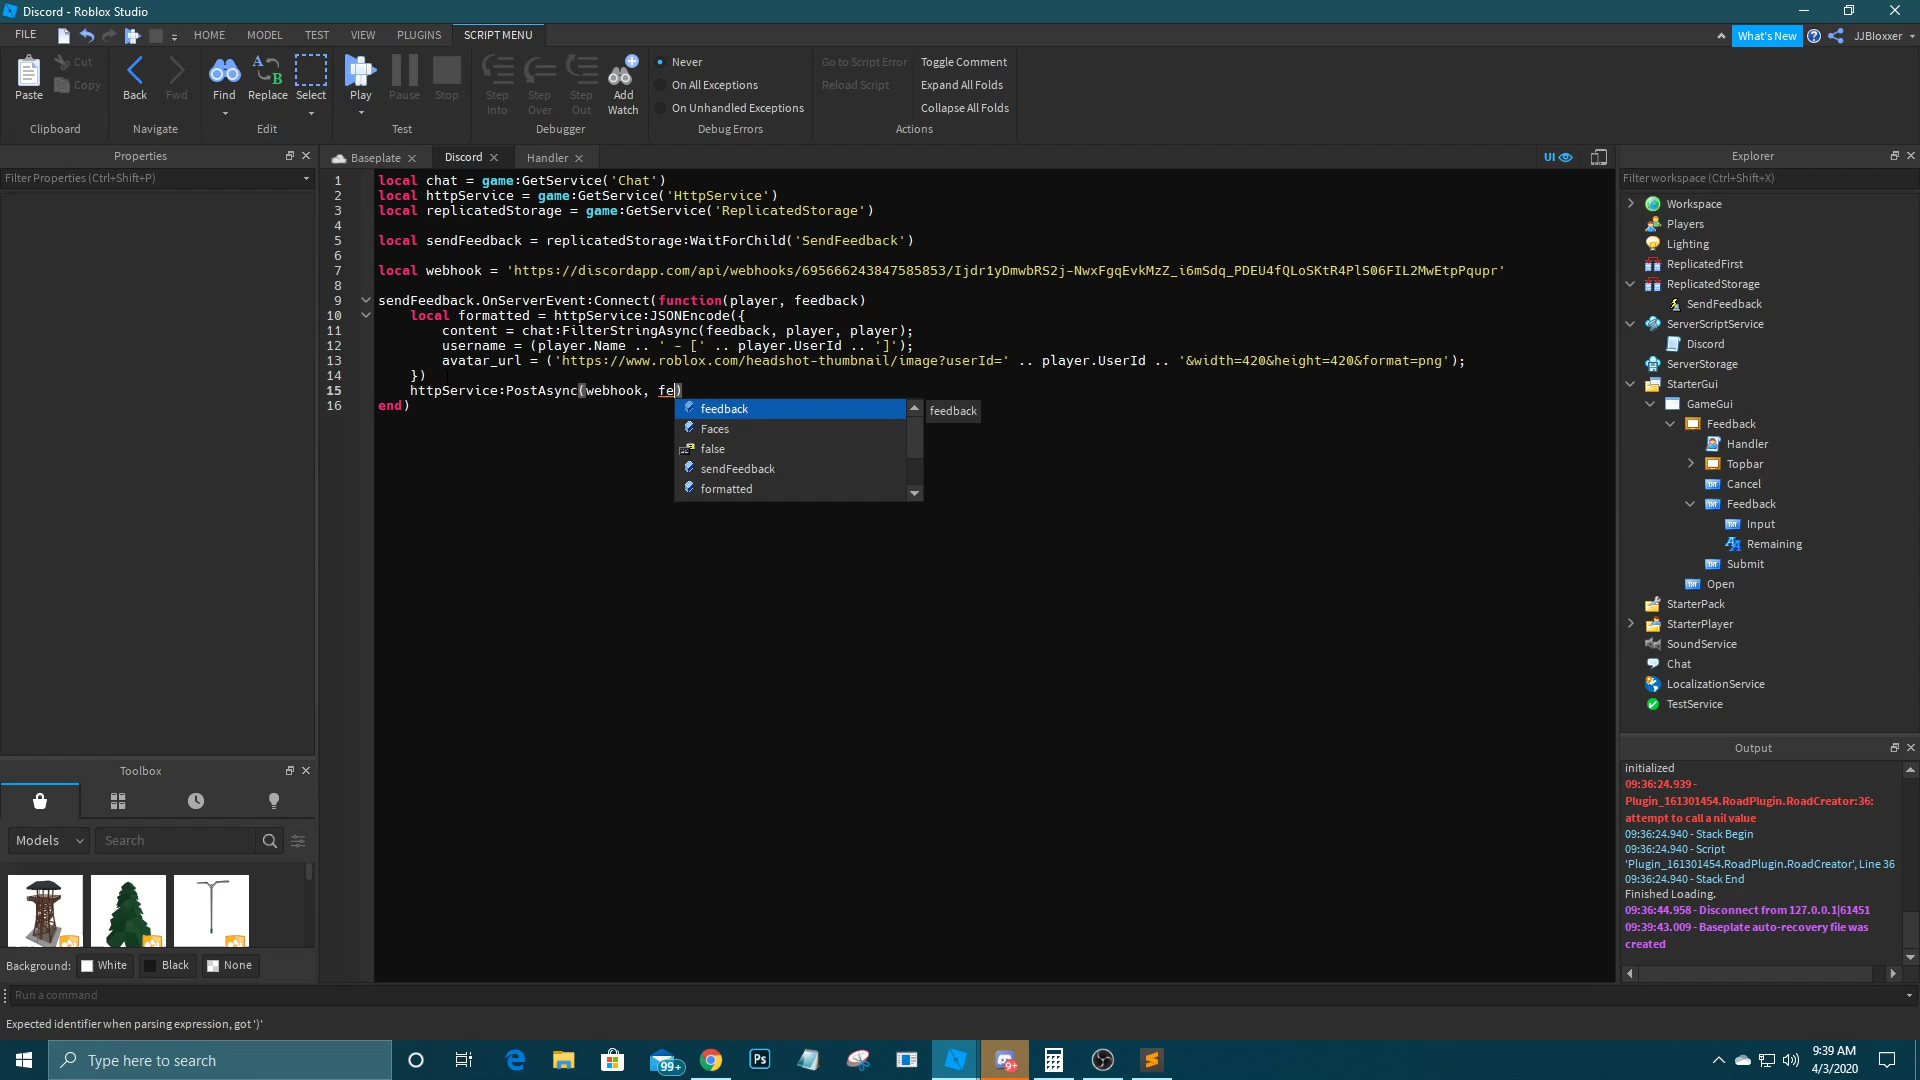 Discord - Roblox Studio
FILE HOME MODEL TEST VIEW PLUGINS SCRIPT MENU What's New JJBloxxer
Paste Cut Copy Back Fwd Find Replace Select Play Pause Stop Step Into Step Over Step Out Add Watch
Never
On All Exceptions
On Unhandled Exceptions
Go to Script Error
Reload Script
Toggle Comment
Expand All Folds
Collapse All Folds
Clipboard Navigate Edit Test Debugger Debug Errors Actions
Properties
Filter Properties (Ctrl+Shift+P)
Baseplate Discord Handler UI
1 local chat = game:GetService('Chat')
2 local httpService = game:GetService('HttpService')
3 local replicatedStorage = game:GetService('ReplicatedStorage')
4
5 local sendFeedback = replicatedStorage:WaitForChild('SendFeedback')
6
7 local webhook = 'https://discordapp.com/api/webhooks/695666243847585853/Ijdr1yDmwbRS2j-NwxFgqEvkMzZ_i6mSdq_PDEU4fQLoSKtR4PlS06FIL2MwEtpPqupr'
8
9 sendFeedback.OnServerEvent:Connect(function(player, feedback)
10 local formatted = httpService:JSONEncode({
11 content = chat:FilterStringAsync(feedback, player, player);
12 username = (player.Name .. ' - [' .. player.UserId .. ']');
13 avatar_url = ('https://www.roblox.com/headshot-thumbnail/image?userId=' .. player.UserId .. '&width=420&height=420&format=png');
14 })
15 httpService:PostAsync(webhook, fe)
16 end)
feedback
Faces
false
sendFeedback
formatted
feedback
Explorer
Filter workspace (Ctrl+Shift+X)
Workspace
Players
Lighting
ReplicatedFirst
ReplicatedStorage
SendFeedback
ServerScriptService
Discord
ServerStorage
StarterGui
GameGui
Feedback
Handler
Topbar
Cancel
Feedback
Input
Remaining
Submit
Open
StarterPack
StarterPlayer
SoundService
Chat
LocalizationService
TestService
Output
initialized
09:36:24.939 -
Plugin_161301454.RoadPlugin.RoadCreator:36:
attempt to call a nil value
09:36:24.940 - Stack Begin
09:36:24.940 - Script
'Plugin_161301454.RoadPlugin.RoadCreator', Line 36
09:36:24.940 - Stack End
Finished Loading.
09:36:44.958 - Disconnect from 127.0.0.1|61451
09:39:43.009 - Baseplate auto-recovery file was
created
Toolbox
Models Search
Background: White Black None
Run a command
Expected identifier when parsing expression, got ')'
Type here to search
99+
Ps
9+
9:39 AM
4/3/2020